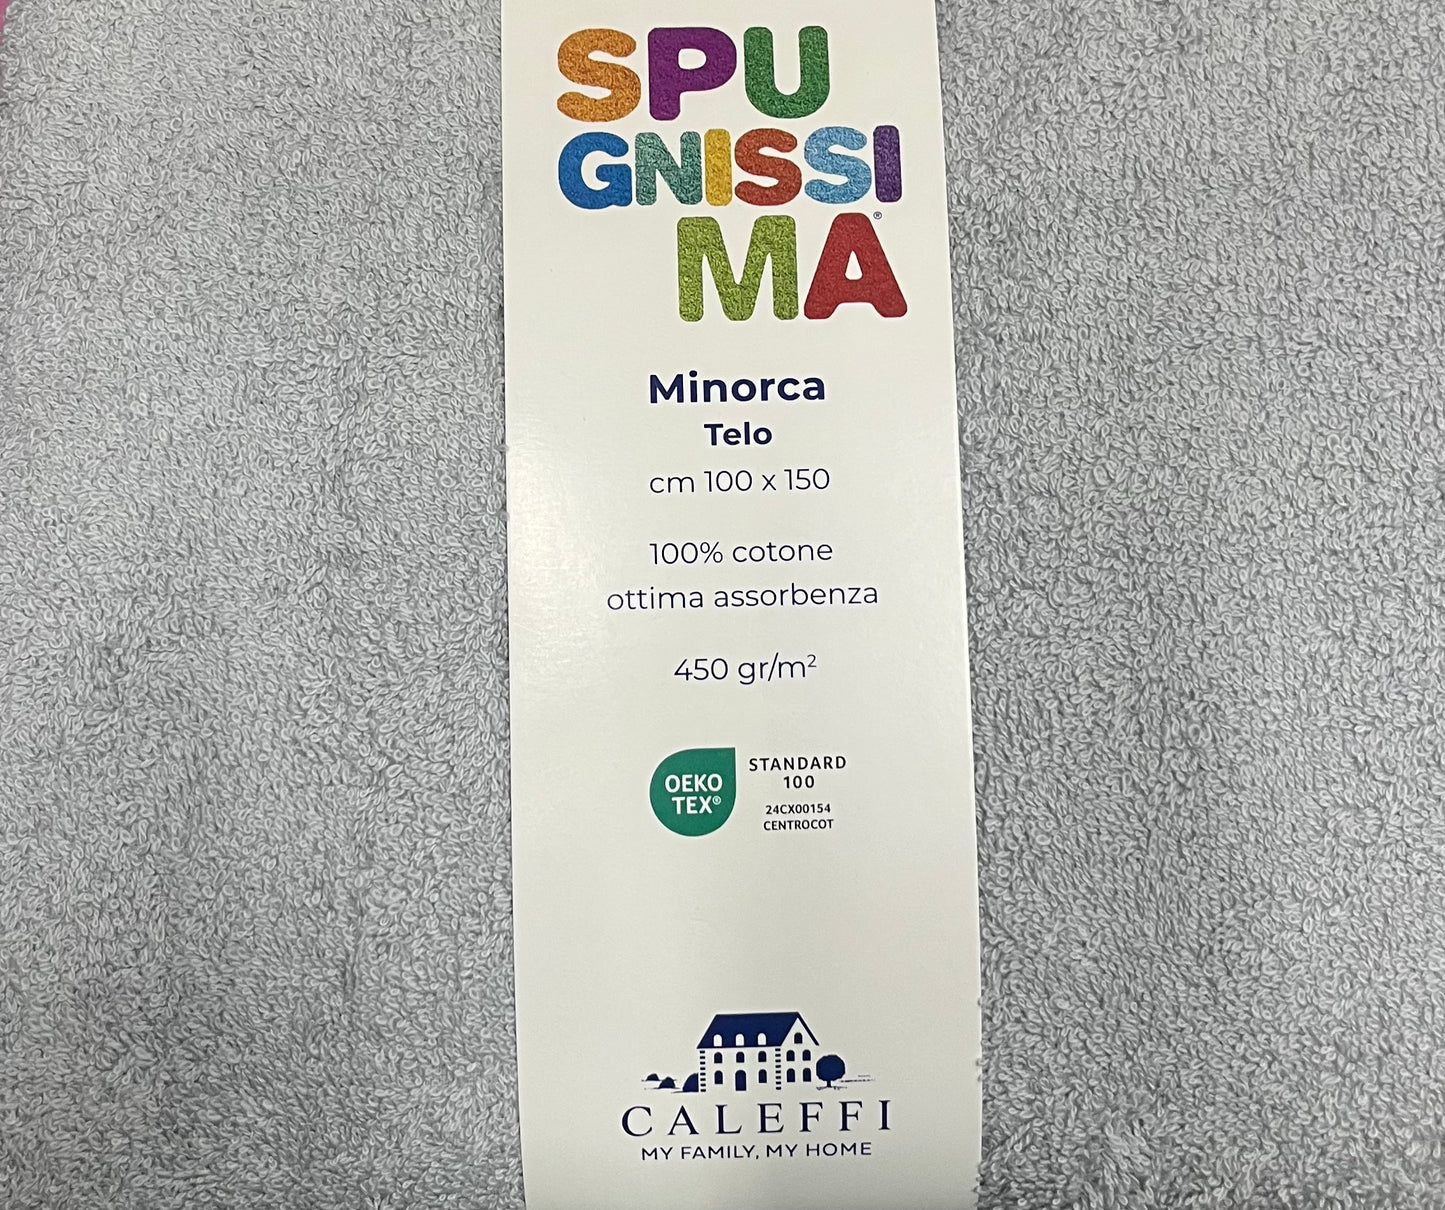 SPU
GNISSI
MA®
Minorca
Telo
cm 100 x 150
100% cotone
ottima assorbenza
450 gr/m²
OEKO
TEX®
STANDARD
100
24CX00154
CENTROCOT
CALEFFI
MY FAMILY, MY HOME